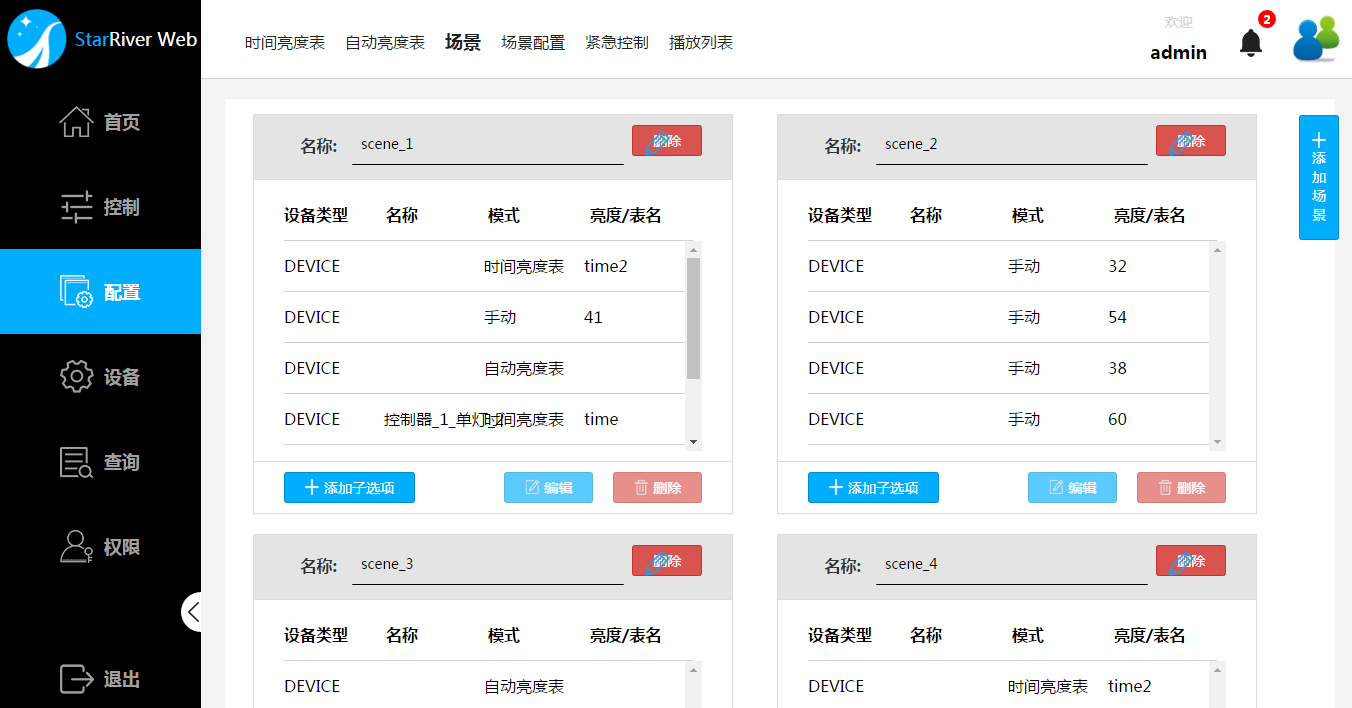 StarRiver Web
时间亮度表 自动亮度表 场景 场景配置 紧急控制 播放列表
欢迎
admin
2
首页
控制
配置
设备
查询
权限
退出
名称: scene_1 删除
设备类型 名称 模式 亮度/表名
DEVICE 时间亮度表 time2
DEVICE 手动 41
DEVICE 自动亮度表
DEVICE 控制器_1_单灯_2 时间亮度表 time
添加子选项 编辑 删除
名称: scene_2 删除
设备类型 名称 模式 亮度/表名
DEVICE 手动 32
DEVICE 手动 54
DEVICE 手动 38
DEVICE 手动 60
添加子选项 编辑 删除
添加场景
名称: scene_3 删除
设备类型 名称 模式 亮度/表名
DEVICE 自动亮度表
名称: scene_4 删除
设备类型 名称 模式 亮度/表名
DEVICE 时间亮度表 time2